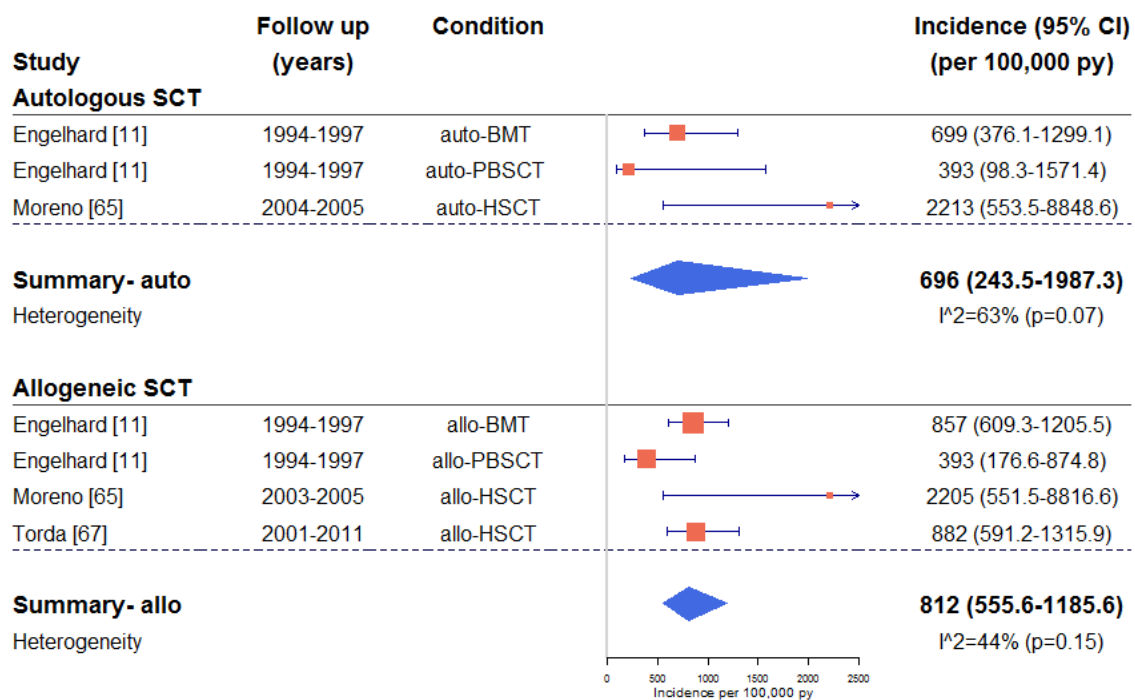 Follow up Condition Incidence (95% CI)
Study (years) (per 100,000 py)
Autologous SCT
Engelhard [11] 1994-1997 auto-BMT 699 (376.1-1299.1)
Engelhard [11] 1994-1997 auto-PBSCT 393 (98.3-1571.4)
Moreno [65] 2004-2005 auto-HSCT 2213 (553.5-8848.6)
Summary- auto 696 (243.5-1987.3)
Heterogeneity I^2=63% (p=0.07)
Allogeneic SCT
Engelhard [11] 1994-1997 allo-BMT 857 (609.3-1205.5)
Engelhard [11] 1994-1997 allo-PBSCT 393 (176.6-874.8)
Moreno [65] 2003-2005 allo-HSCT 2205 (551.5-8816.6)
Torda [67] 2001-2011 allo-HSCT 882 (591.2-1315.9)
Summary- allo 812 (555.6-1185.6)
Heterogeneity I^2=44% (p=0.15)
0 500 1000 1500 2000 2500
Incidence per 100,000 py